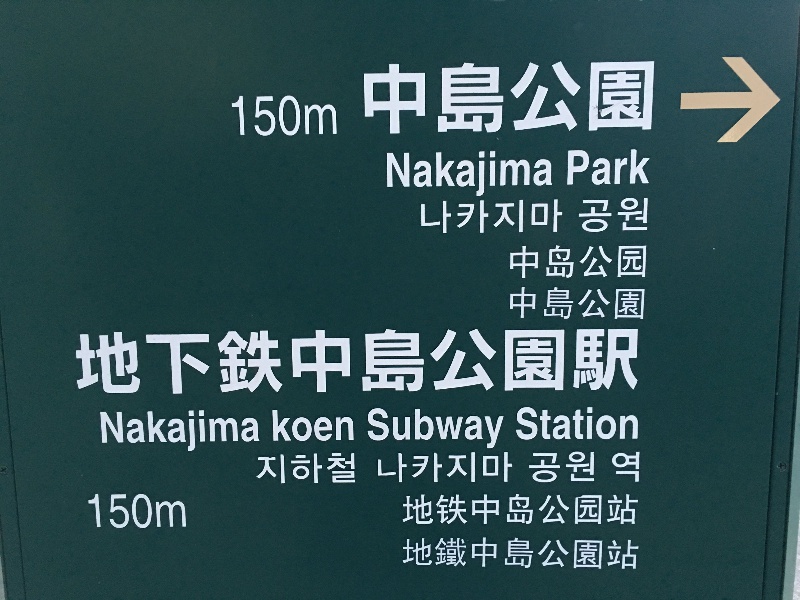 150m 中島公園 →
Nakajima Park
나카지마 공원
中岛公园
中島公園
地下鉄中島公園駅
Nakajima koen Subway Station
지하철 나카지마 공원 역
150m 地铁中岛公园站
地鐵中島公園站